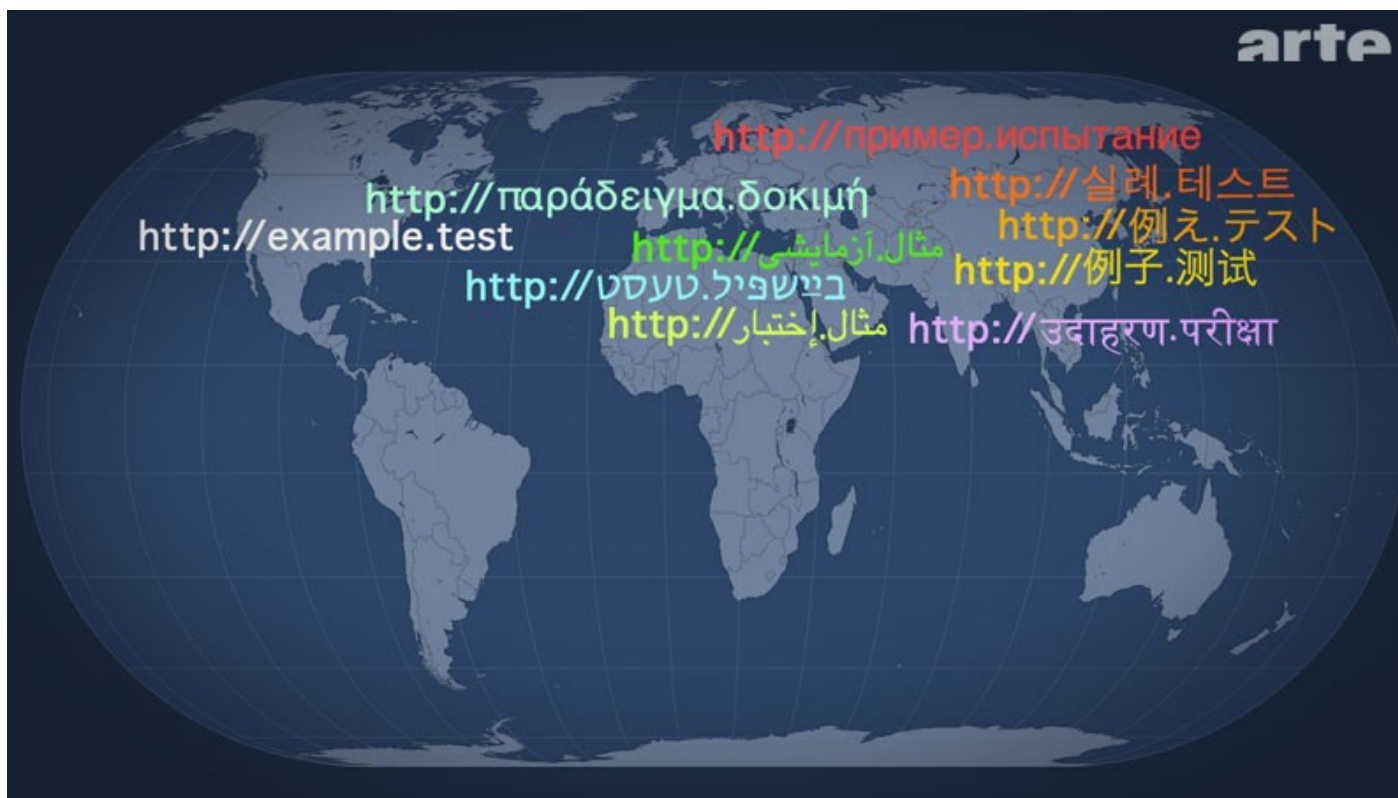 arte
http://пример.испытание
http://실례.테스트
http://παράδειγμα.δοκιμή
http://例え.テスト
http://example.test
http://مثال.آزمایشی
http://例子.测试
http://בײַשפּיל.טעסט
http://مثال.إختبار
http://उदाहरण.परीक्षा